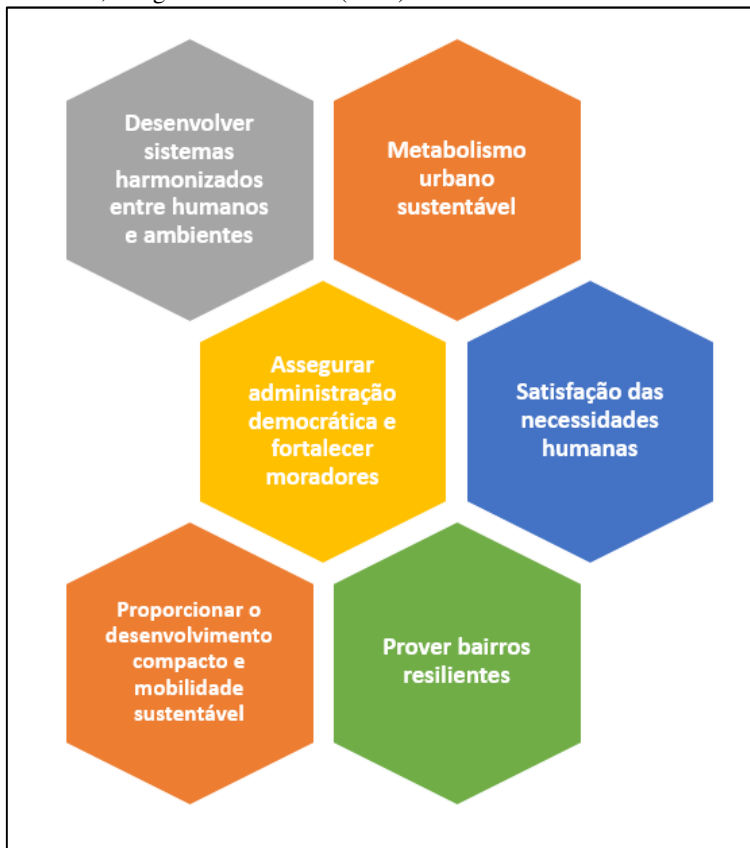 Desenvolver
sistemas
harmonizados
entre humanos
e ambientes
Metabolismo
urbano
sustentável
Assegurar
administração
democrática e
fortalecer
moradores
Satisfação das
necessidades
humanas
Proporcionar o
desenvolvimento
compacto e
mobilidade
sustentável
Prover bairros
resilientes